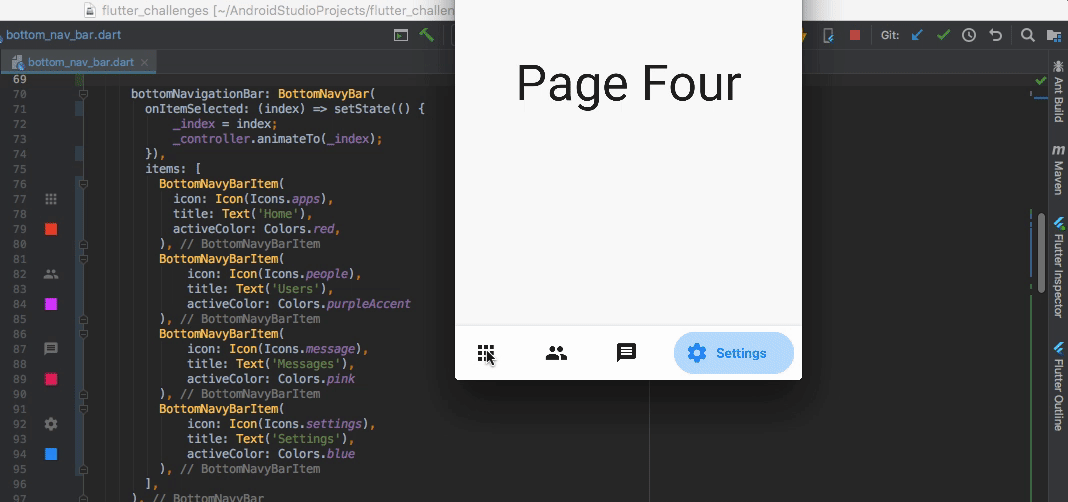 flutter_challenges [~/AndroidStudioProjects/flutter_challen
bottom_nav_bar.dart
Git:
bottom_nav_bar.dart
69
70 bottomNavigationBar: BottomNavyBar(
71 onItemSelected: (index) => setState(() {
72 _index = index;
73 _controller.animateTo(_index);
74 }),
75 items: [
76 BottomNavyBarItem(
77 icon: Icon(Icons.apps),
78 title: Text('Home'),
79 activeColor: Colors.red,
80 ), // BottomNavyBarItem
81 BottomNavyBarItem(
82 icon: Icon(Icons.people),
83 title: Text('Users'),
84 activeColor: Colors.purpleAccent
85 ), // BottomNavyBarItem
86 BottomNavyBarItem(
87 icon: Icon(Icons.message),
88 title: Text('Messages'),
89 activeColor: Colors.pink
90 ), // BottomNavyBarItem
91 BottomNavyBarItem(
92 icon: Icon(Icons.settings),
93 title: Text('Settings'),
94 activeColor: Colors.blue
95 ), // BottomNavyBarItem
96 ],
97 ), // BottomNavyBar
Page Four
Settings
Ant Build
m Maven
Flutter Inspector
Flutter Outline